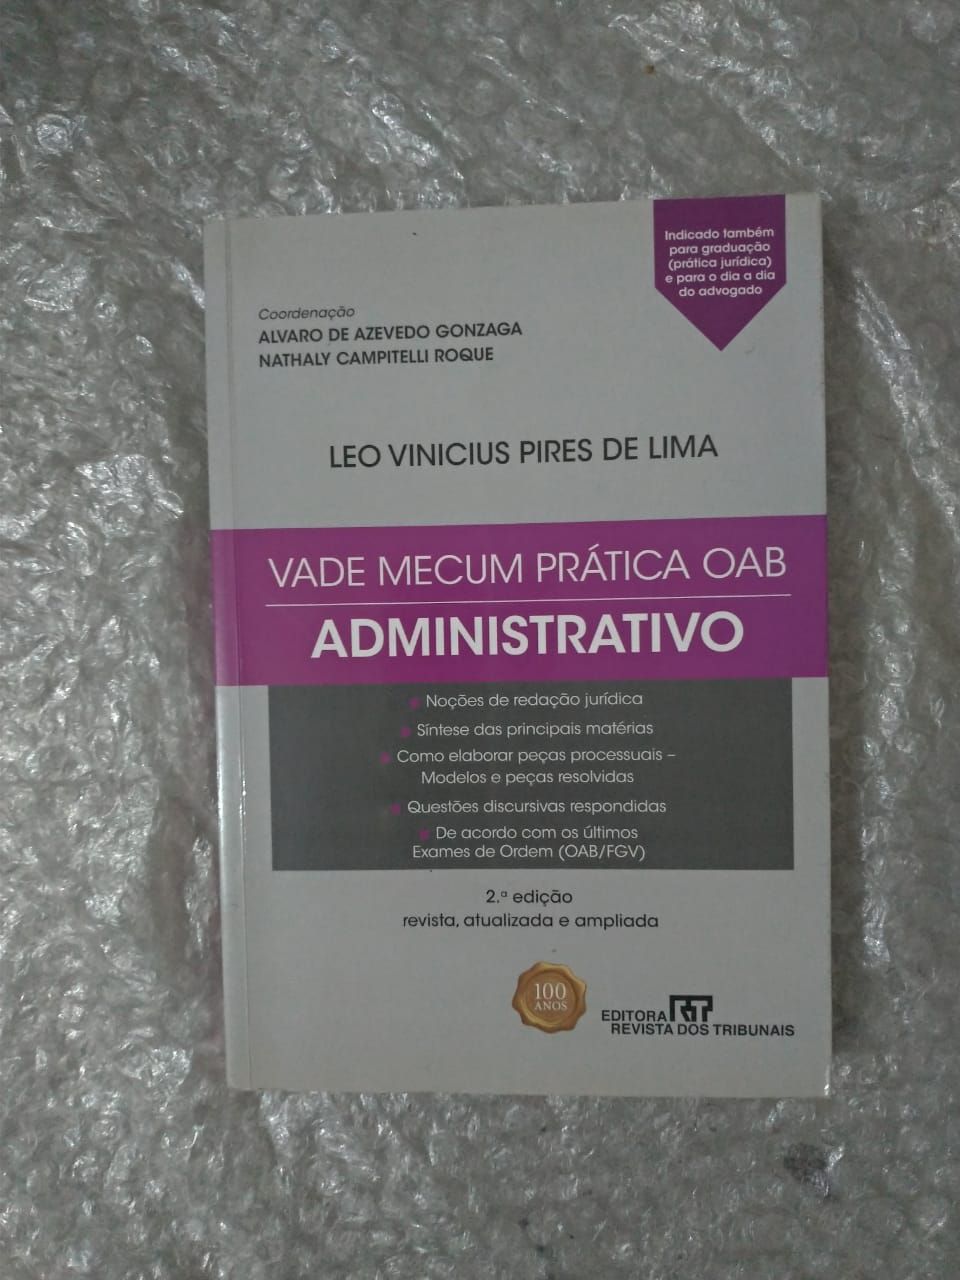 Indicado também
para graduação
(prática jurídica)
e para o dia a dia
do advogado
Coordenação
ALVARO DE AZEVEDO GONZAGA
NATHALY CAMPITELLI ROQUE
LEO VINICIUS PIRES DE LIMA
VADE MECUM PRÁTICA OAB
ADMINISTRATIVO
Noções de redação jurídica
Síntese das principais matérias
Como elaborar peças processuais –
Modelos e peças resolvidas
Questões discursivas respondidas
De acordo com os últimos
Exames de Ordem (OAB/FGV)
2.ª edição
revista, atualizada e ampliada
100
ANOS
EDITORA RT
REVISTA DOS TRIBUNAIS